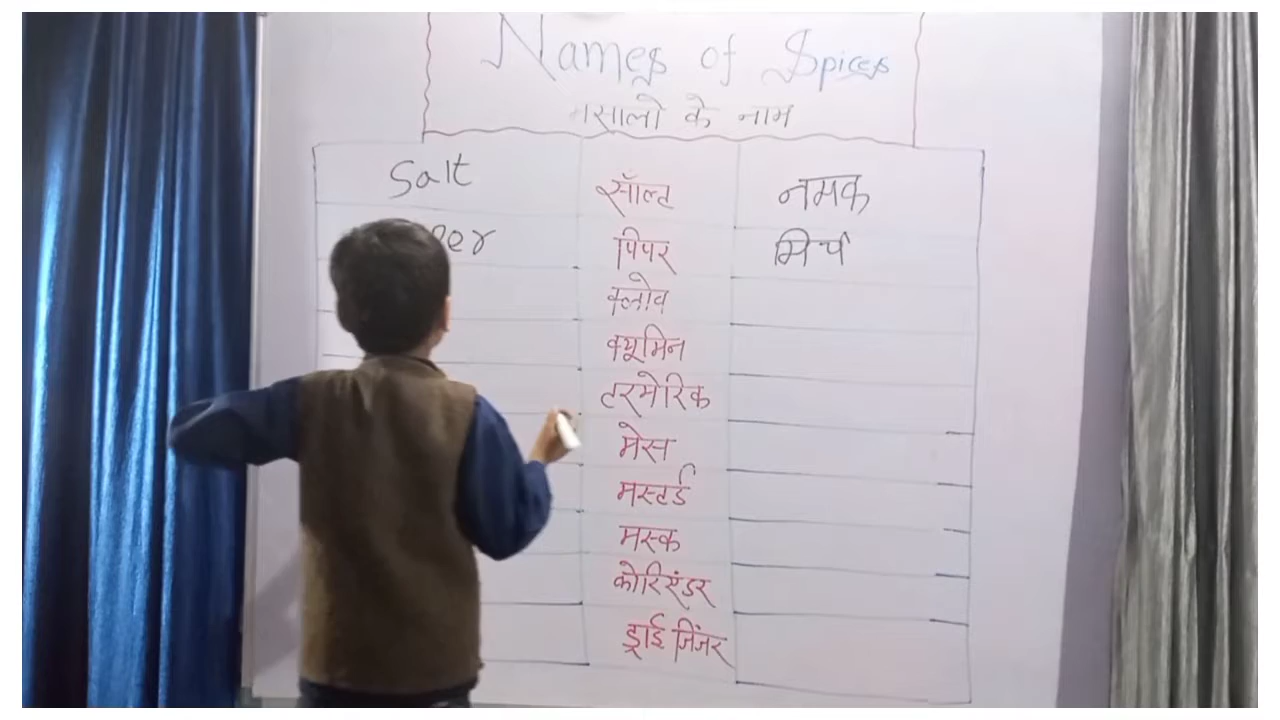 Names of Spices
मसालो के नाम
Salt सॉल्ट नमक
पिपर मिर्च
क्लोव
क्यूमिन
टरमेरिक
मेस
मस्टर्ड
मस्क
कोरिएंडर
ड्राई जिंजर